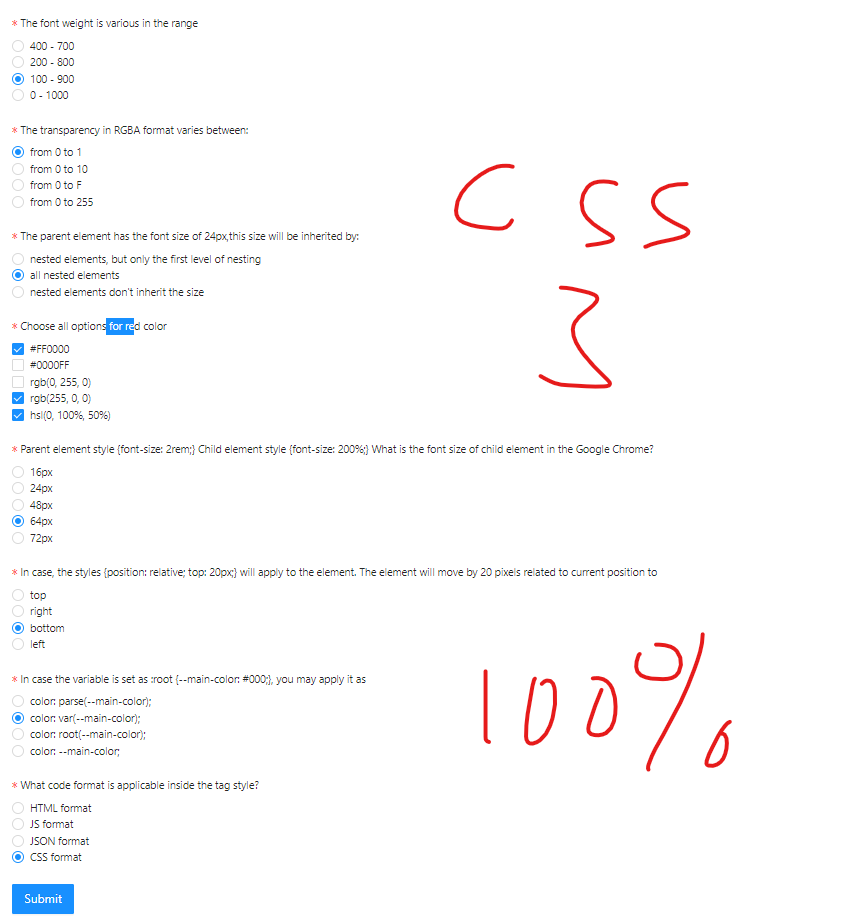 * The font weight is various in the range
400 - 700
200 - 800
100 - 900
0 - 1000
* The transparency in RGBA format varies between:
from 0 to 1
from 0 to 10
from 0 to F
from 0 to 255
CSS
* The parent element has the font size of 24px,this size will be inherited by:
nested elements, but only the first level of nesting
all nested elements
nested elements don't inherit the size
3
* Choose all options for red color
#FF0000
#0000FF
rgb(0, 255, 0)
rgb(255, 0, 0)
hsl(0, 100%, 50%)
* Parent element style {font-size: 2rem;} Child element style {font-size: 200%;} What is the font size of child element in the Google Chrome?
16px
24px
48px
64px
72px
* In case, the styles {position: relative; top: 20px;} will apply to the element. The element will move by 20 pixels related to current position to
top
right
bottom
left
* In case the variable is set as :root {--main-color: #000;}, you may apply it as
color: parse(--main-color);
color: var(--main-color);
color: root(--main-color);
color: --main-color;
100%
* What code format is applicable inside the tag style?
HTML format
JS format
JSON format
CSS format
Submit